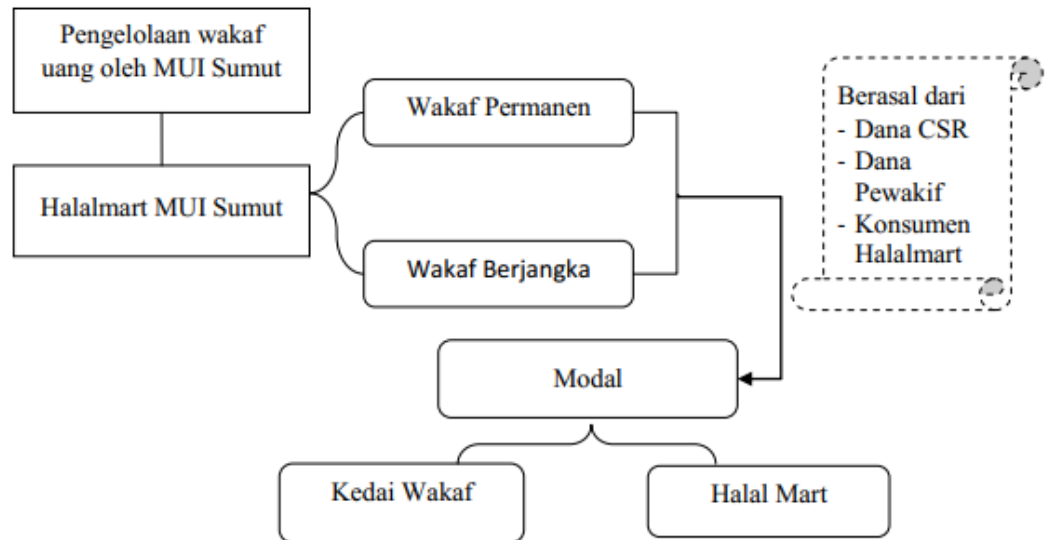 Pengelolaan wakaf
uang oleh MUI Sumut
Halalmart MUI Sumut
Wakaf Permanen
Wakaf Berjangka
Berasal dari
- Dana CSR
- Dana
Pewakif
- Konsumen
Halalmart
Modal
Kedai Wakaf
Halal Mart